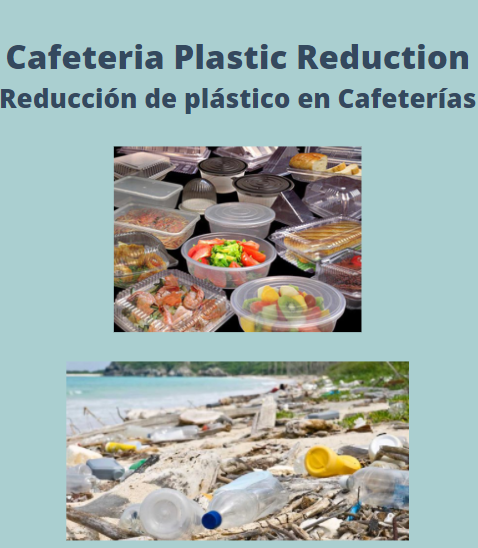 Cafeteria Plastic Reduction
Reducción de plástico en Cafeterías